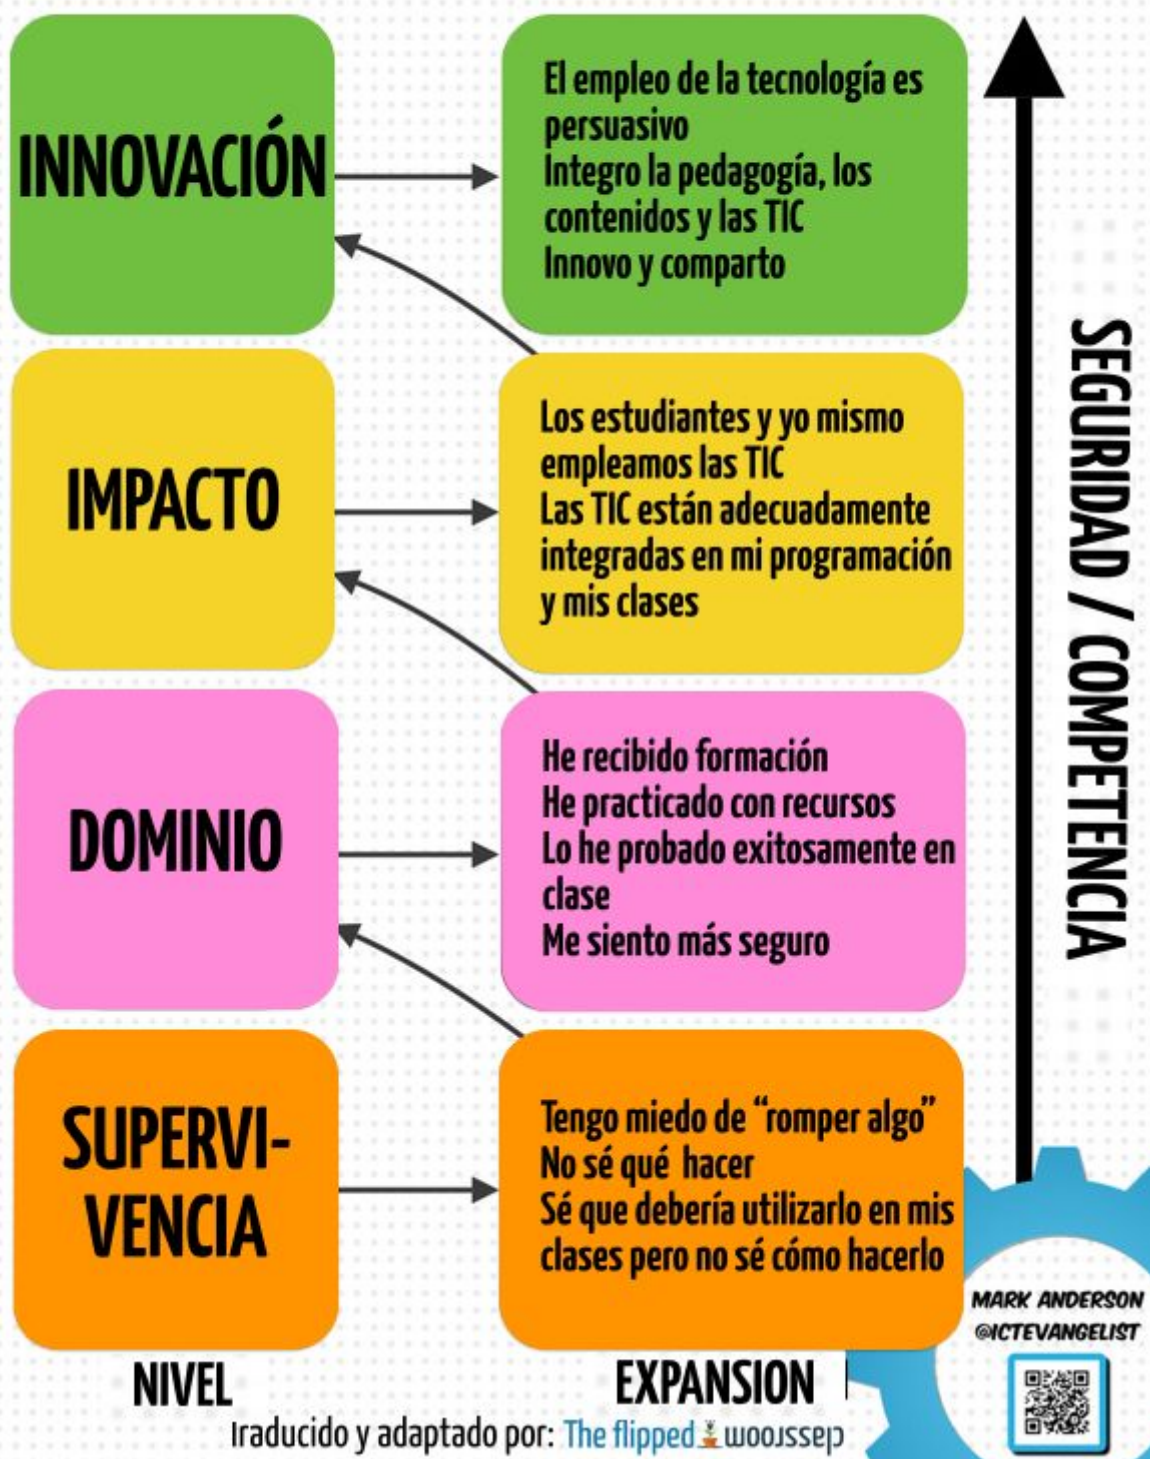 INNOVACIÓN
El empleo de la tecnología es
persuasivo
Integro la pedagogía, los
contenidos y las TIC
Innovo y comparto
IMPACTO
Los estudiantes y yo mismo
empleamos las TIC
Las TIC están adecuadamente
integradas en mi programación
y mis clases
DOMINIO
He recibido formación
He practicado con recursos
Lo he probado exitosamente en
clase
Me siento más seguro
SUPERVI-
VENCIA
Tengo miedo de “romper algo”
No sé qué hacer
Sé que debería utilizarlo en mis
clases pero no sé cómo hacerlo
SEGURIDAD / COMPETENCIA
MARK ANDERSON
@ICTEVANGELIST
NIVEL
EXPANSION
Traducido y adaptado por: The flipped classroom